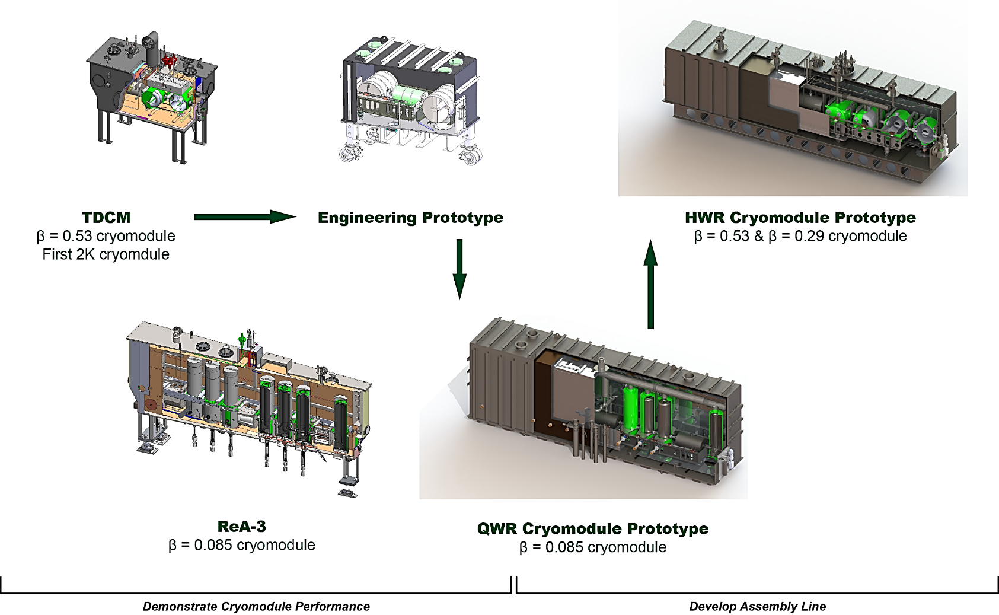 TDCM
β = 0.53 cryomodule
First 2K cryomdule
Engineering Prototype
HWR Cryomodule Prototype
β = 0.53 & β = 0.29 cryomodule
ReA-3
β = 0.085 cryomodule
QWR Cryomodule Prototype
β = 0.085 cryomodule
Demonstrate Cryomodule Performance
Develop Assembly Line